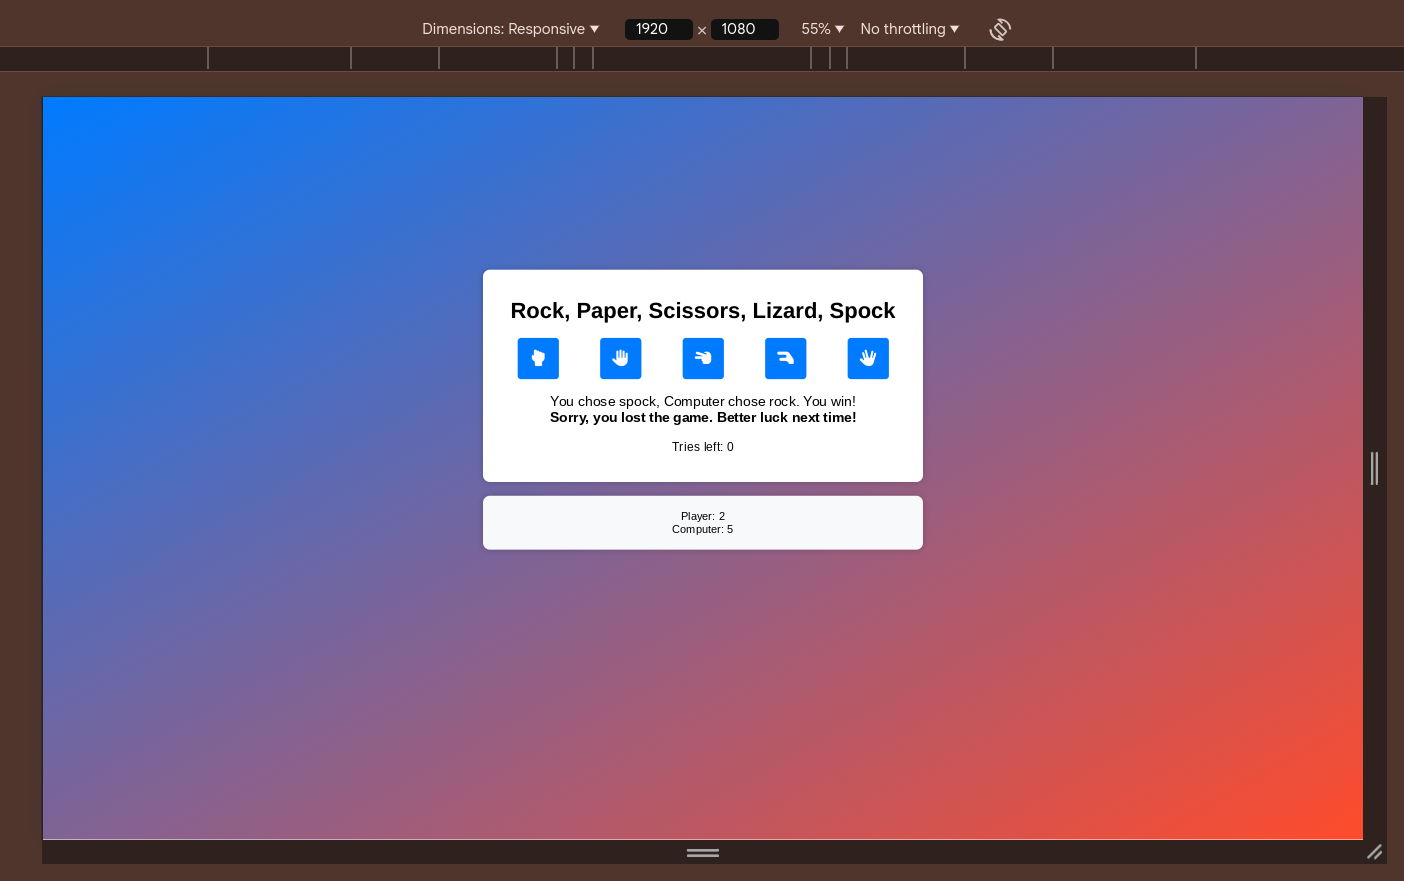 Dimensions: Responsive ▼ 1920 × 1080 55% ▼ No throttling ▼
Rock, Paper, Scissors, Lizard, Spock
You chose spock, Computer chose rock. You win!
Sorry, you lost the game. Better luck next time!
Tries left: 0
Player: 2
Computer: 5